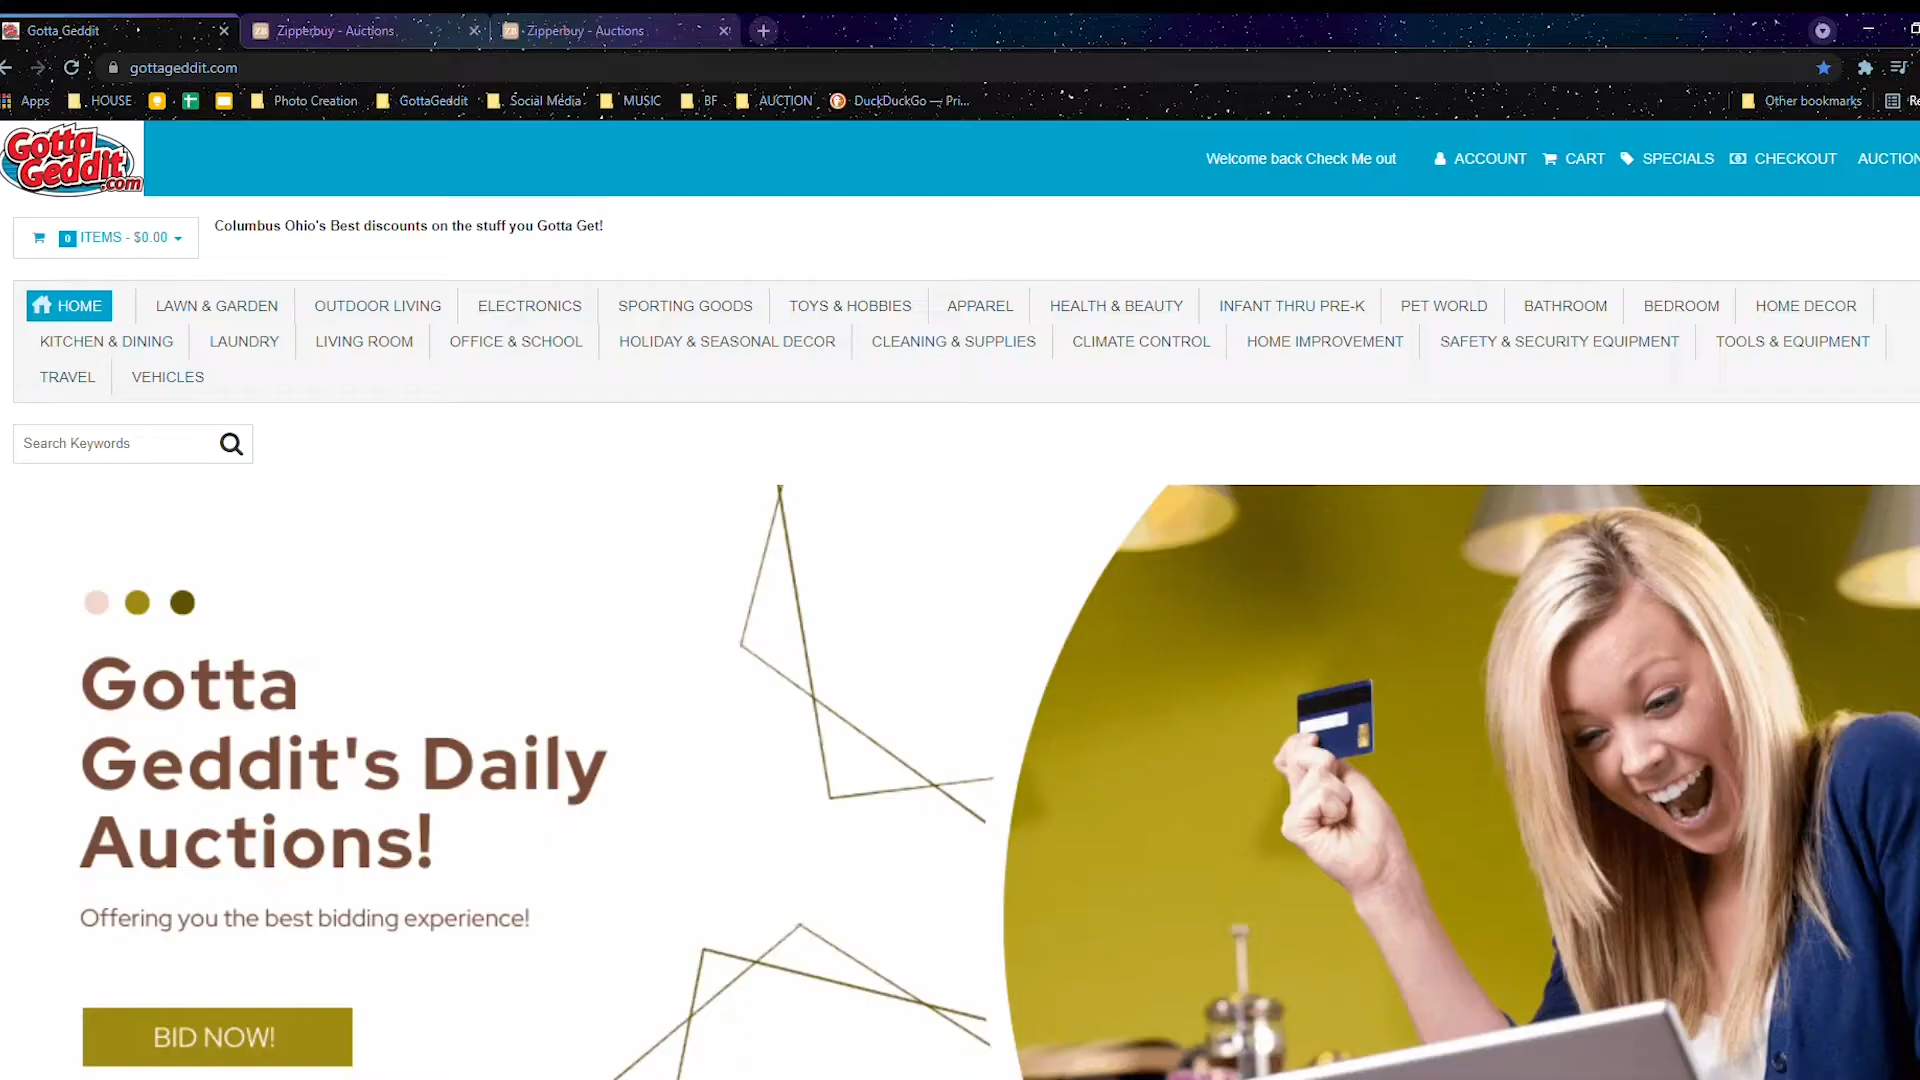 Gotta Geddit
Zipperbuy - Auctions
Zipperbuy - Auctions
gottageddit.com
Apps
HOUSE
Photo Creation
GottaGeddit
Social Media
MUSIC
BF
AUCTION
DuckDuckGo — Pri...
Other bookmarks
Re
Gotta
Geddit
.com
Welcome back Check Me out
ACCOUNT
CART
SPECIALS
CHECKOUT
AUCTION
0 ITEMS - $0.00
Columbus Ohio's Best discounts on the stuff you Gotta Get!
HOME
LAWN & GARDEN
OUTDOOR LIVING
ELECTRONICS
SPORTING GOODS
TOYS & HOBBIES
APPAREL
HEALTH & BEAUTY
INFANT THRU PRE-K
PET WORLD
BATHROOM
BEDROOM
HOME DECOR
KITCHEN & DINING
LAUNDRY
LIVING ROOM
OFFICE & SCHOOL
HOLIDAY & SEASONAL DECOR
CLEANING & SUPPLIES
CLIMATE CONTROL
HOME IMPROVEMENT
SAFETY & SECURITY EQUIPMENT
TOOLS & EQUIPMENT
TRAVEL
VEHICLES
Search Keywords
Gotta
Geddit's Daily
Auctions!
Offering you the best bidding experience!
BID NOW!